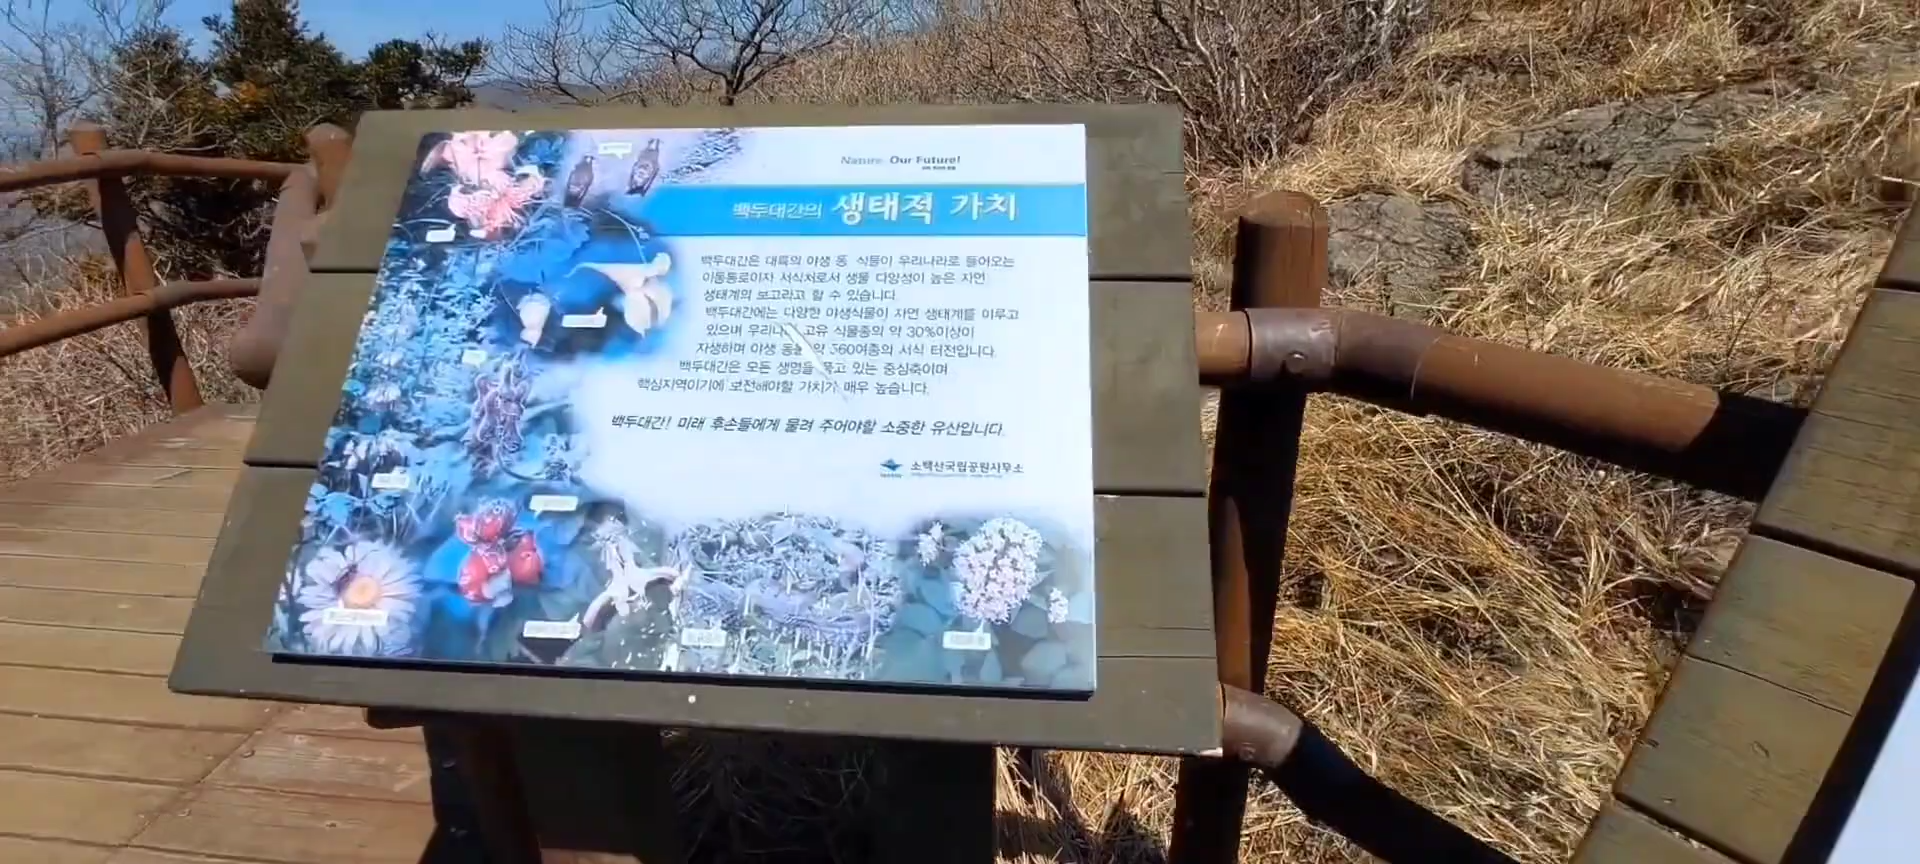 Nature, Our Future!
백두대간의 생태적 가치
백두대간은 대륙의 야생 동 식물이 우리나라로 들어오는
이동통로이자 서식처로서 생물 다양성이 높은 자연
생태계의 보고라고 할 수 있습니다.
백두대간에는 다양한 야생식물이 자연 생태계를 이루고
있으며 고유 식물종의 약 30%이상이
자생하며 야생 약 360여종의 서식 터전입니다.
백두대간은 모든 생명을 품고 있는 중심축이며
핵심지역이기에 보전해야할 가치가 매우 높습니다.
백두대간! 미래 후손들에게 물려 주어야할 소중한 유산입니다.
소백산국립공원사무소